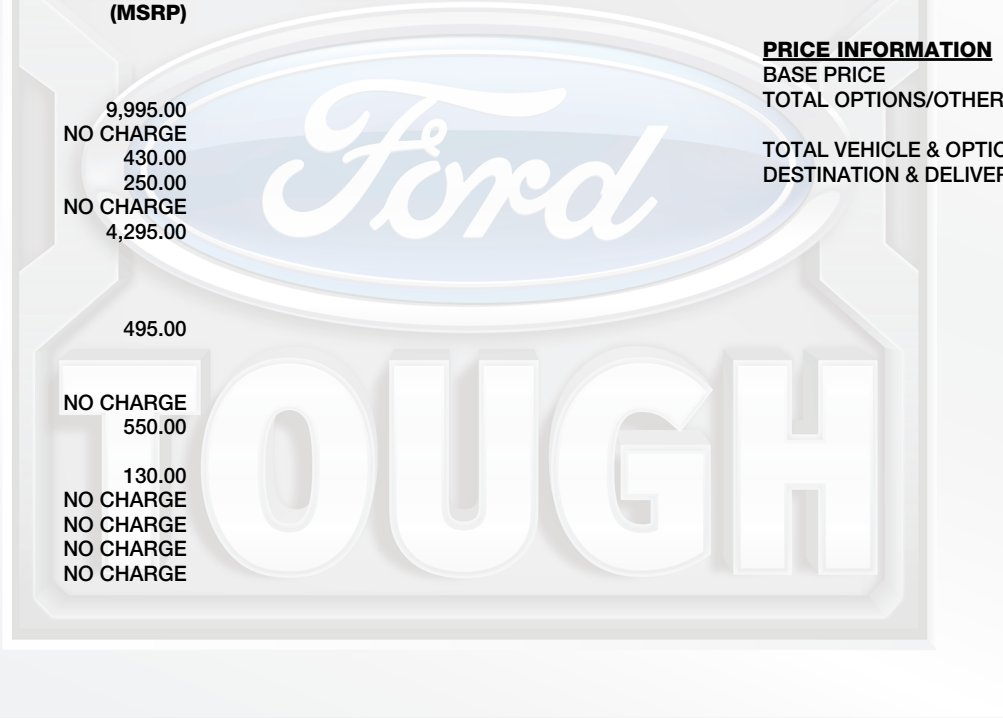 (MSRP)
9,995.00
NO CHARGE
430.00
250.00
NO CHARGE
4,295.00
495.00
NO CHARGE
550.00
130.00
NO CHARGE
NO CHARGE
NO CHARGE
NO CHARGE
PRICE INFORMATION
BASE PRICE
TOTAL OPTIONS/OTHER
TOTAL VEHICLE & OPTIO
DESTINATION & DELIVER
Ford
TOUGH